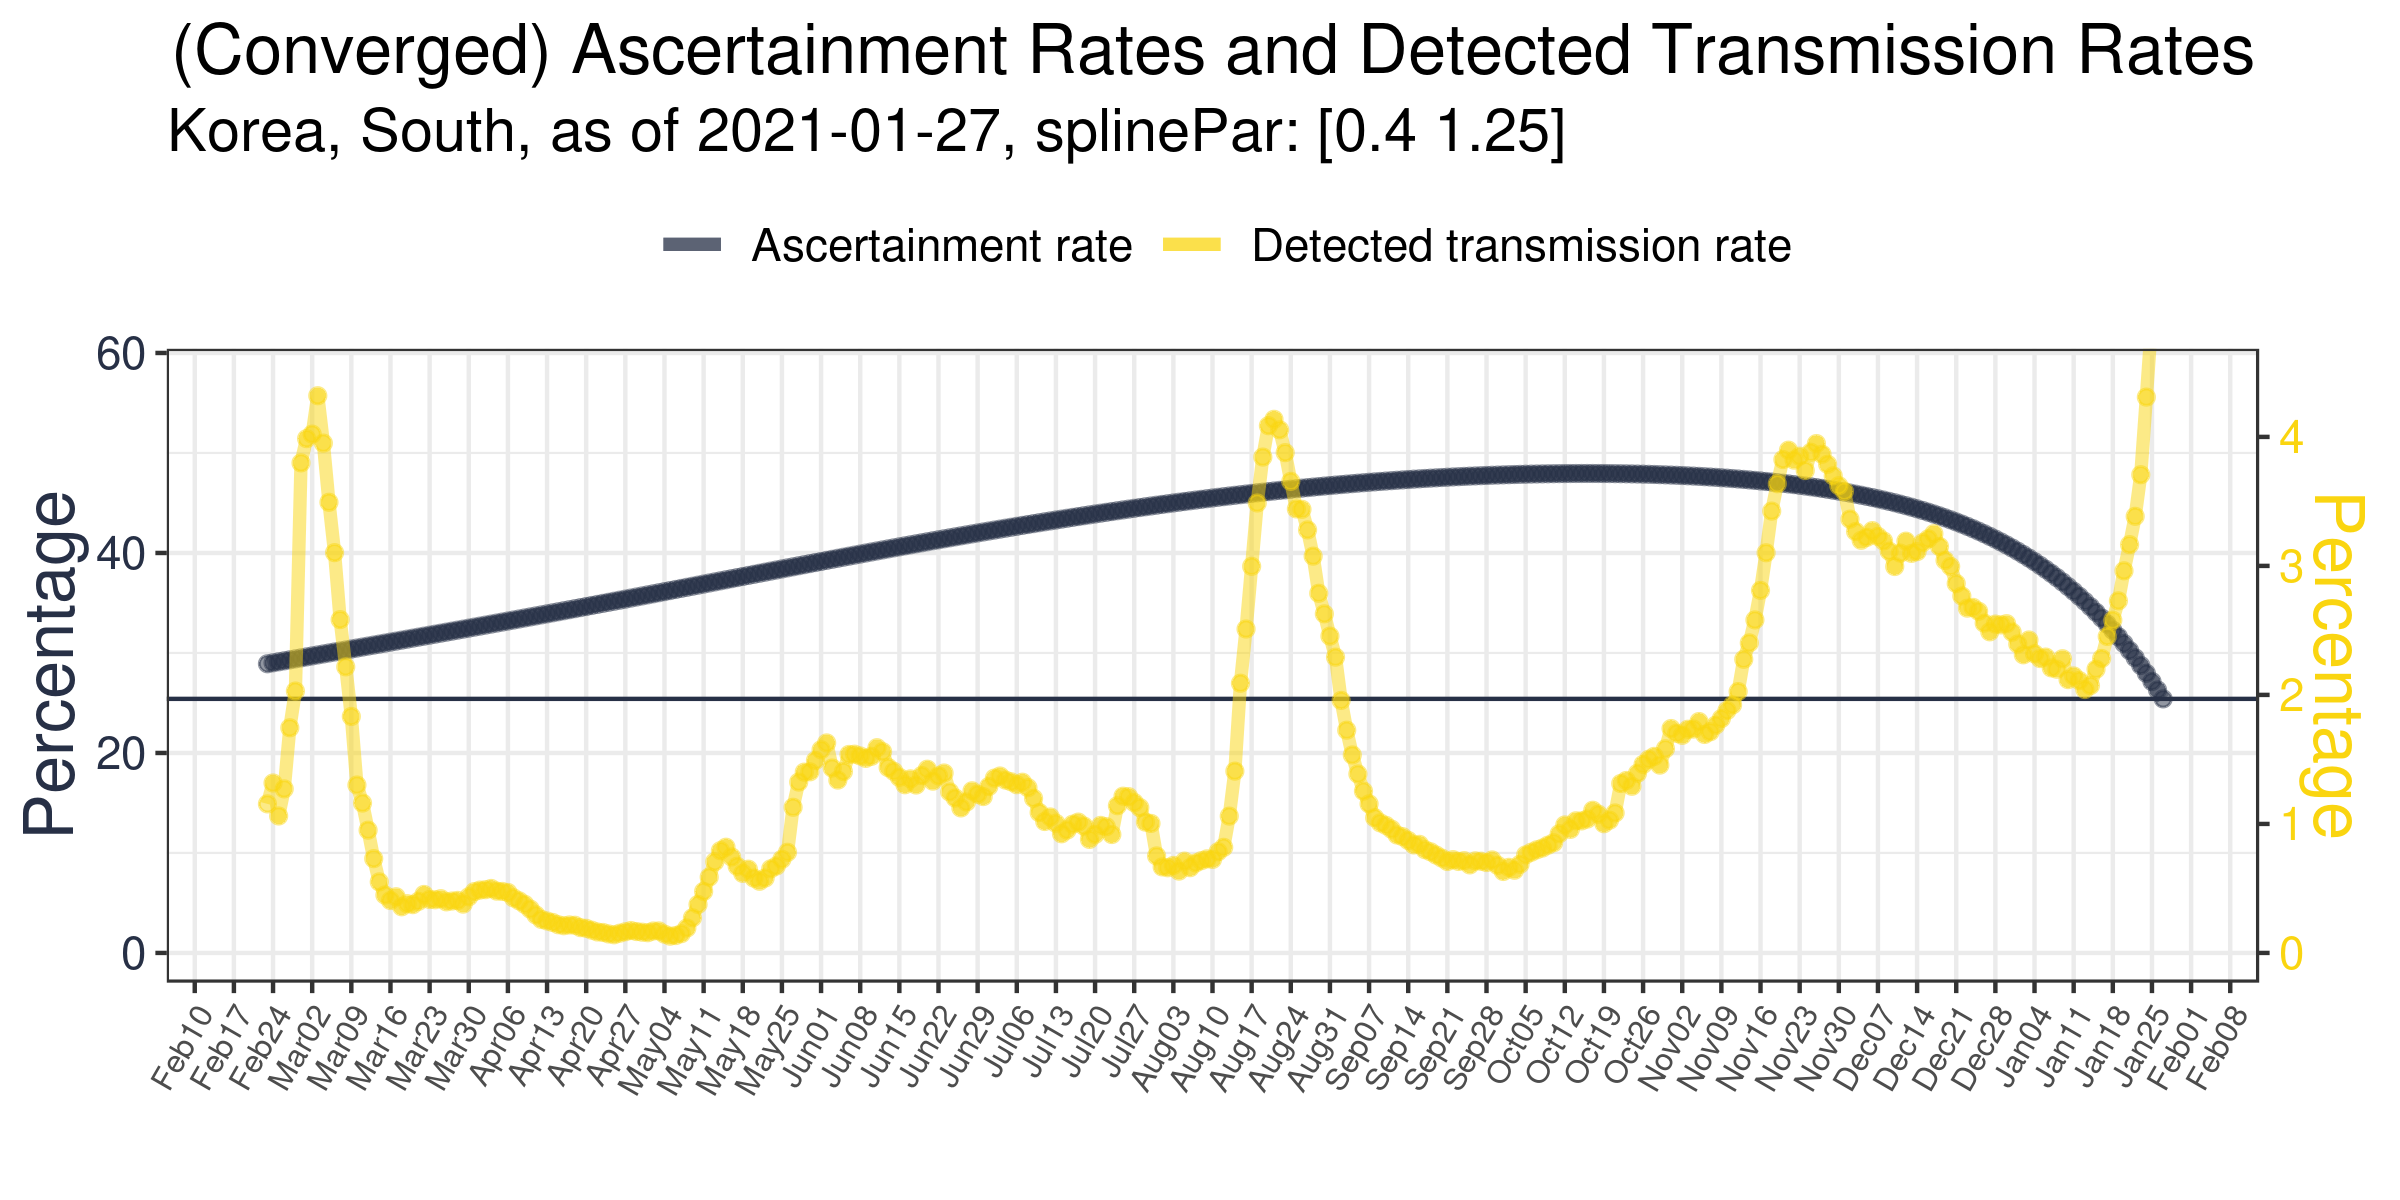 (Converged) Ascertainment Rates and Detected Transmission Rates
Korea, South, as of 2021-01-27, splinePar: [0.4 1.25]
Ascertainment rate
Detected transmission rate
Percentage
60
40
20
0
4
3
2
1
0
Percentage
Feb10
Feb17
Feb24
Mar02
Mar09
Mar16
Mar23
Mar30
Apr06
Apr13
Apr20
Apr27
May04
May11
May18
May25
Jun01
Jun08
Jun15
Jun22
Jun29
Jul06
Jul13
Jul20
Jul27
Aug03
Aug10
Aug17
Aug24
Aug31
Sep07
Sep14
Sep21
Sep28
Oct05
Oct12
Oct19
Oct26
Nov02
Nov09
Nov16
Nov23
Nov30
Dec07
Dec14
Dec21
Dec28
Jan04
Jan11
Jan18
Jan25
Feb01
Feb08